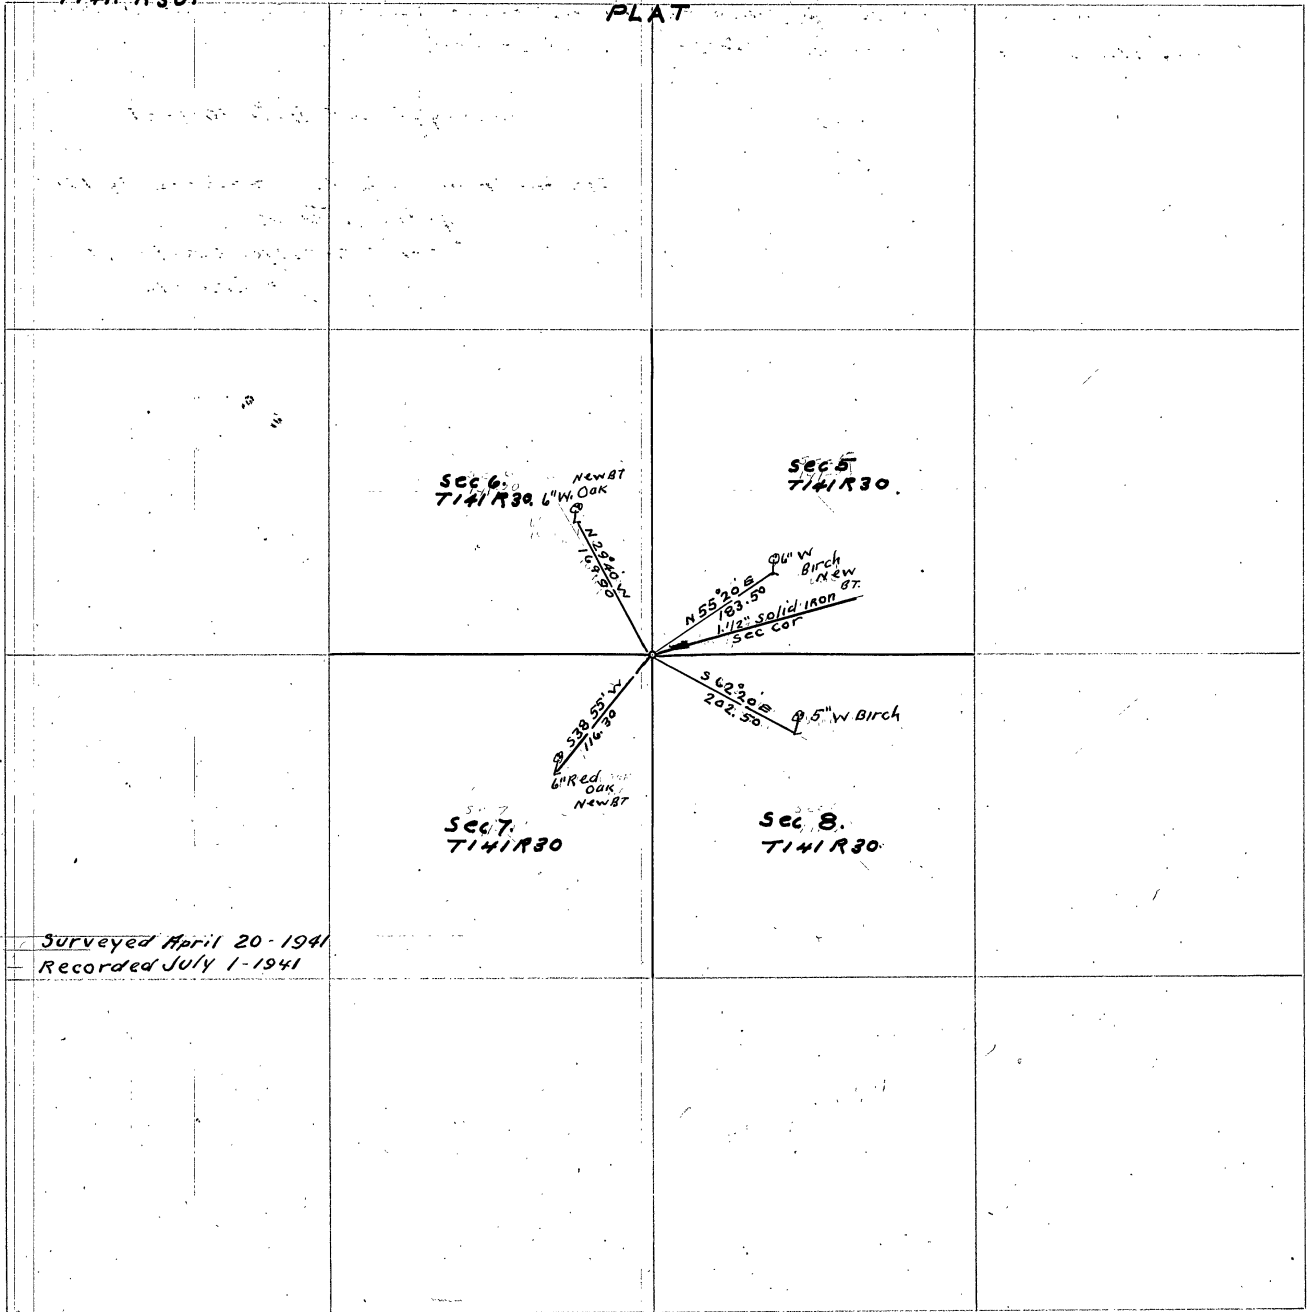 PLAT
Sec 6.
T141 R30.
New BT
6" W. Oak
N 29° 40' W
169.90
Sec 5
T141 R30.
6" W
Birch
New
BT.
N 55° 20' E
183.50
1.1/2" Solid Iron
Sec Cor
S 62° 20' E
202.50
5" W Birch
S 38° 55' W
116.30
6" Red
Oak
New BT
Sec 7.
T141 R30
Sec 8.
T141 R30
Surveyed April 20-1941
Recorded July 1-1941